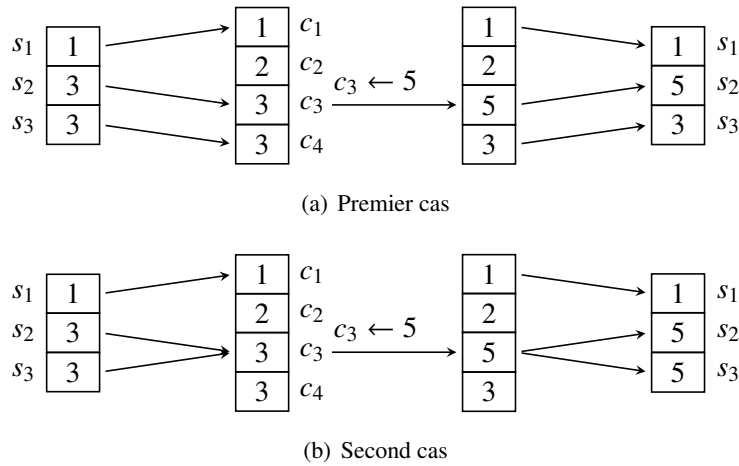 s1 1 1 c1 1 1 s1
s2 3 2 c2 2 5 s2
s3 3 3 c3 c3 ← 5 5 3 s3
3 c4 3
(a) Premier cas
s1 1 1 c1 1 1 s1
s2 3 2 c2 2 5 s2
s3 3 3 c3 c3 ← 5 5 5 s3
3 c4 3
(b) Second cas